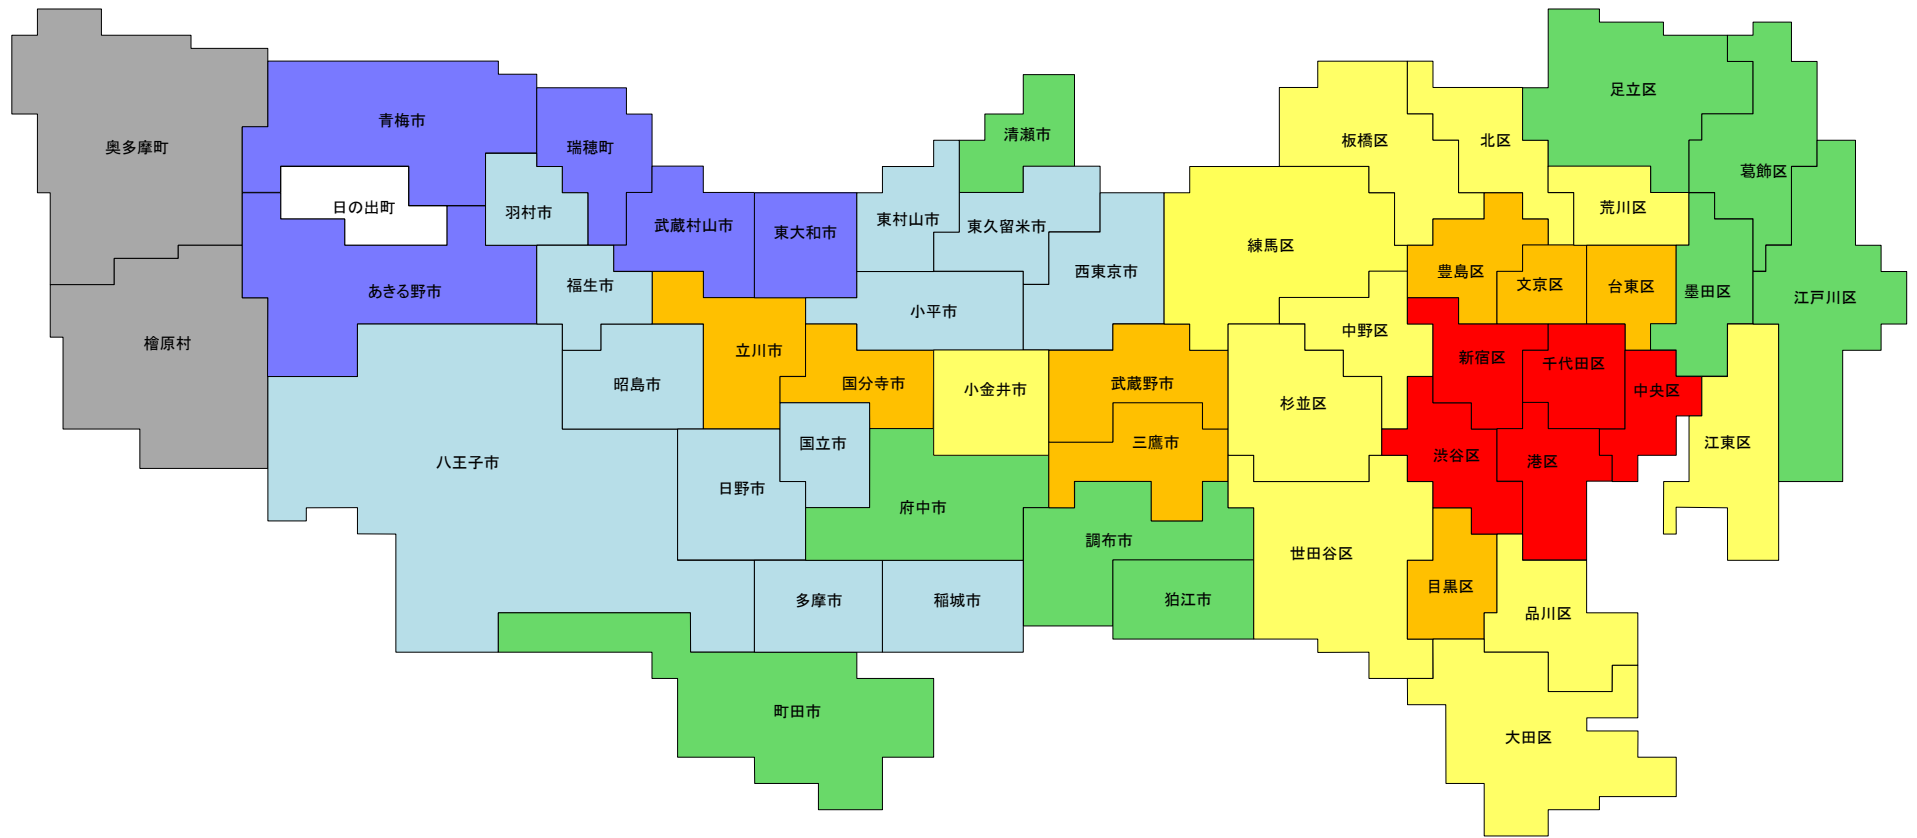 足立区
青梅市
清瀬市
板橋区
北区
奥多摩町
瑞穂町
葛飾区
日の出町
羽村市
荒川区
武蔵村山市
東大和市
東村山市
東久留米市
練馬区
西東京市
豊島区
文京区
台東区
あきる野市
福生市
墨田区
江戸川区
小平市
中野区
檜原村
立川市
新宿区
千代田区
昭島市
国分寺市
小金井市
武蔵野市
中央区
杉並区
国立市
三鷹市
江東区
八王子市
渋谷区
港区
日野市
府中市
調布市
世田谷区
目黒区
多摩市
稲城市
狛江市
品川区
町田市
大田区